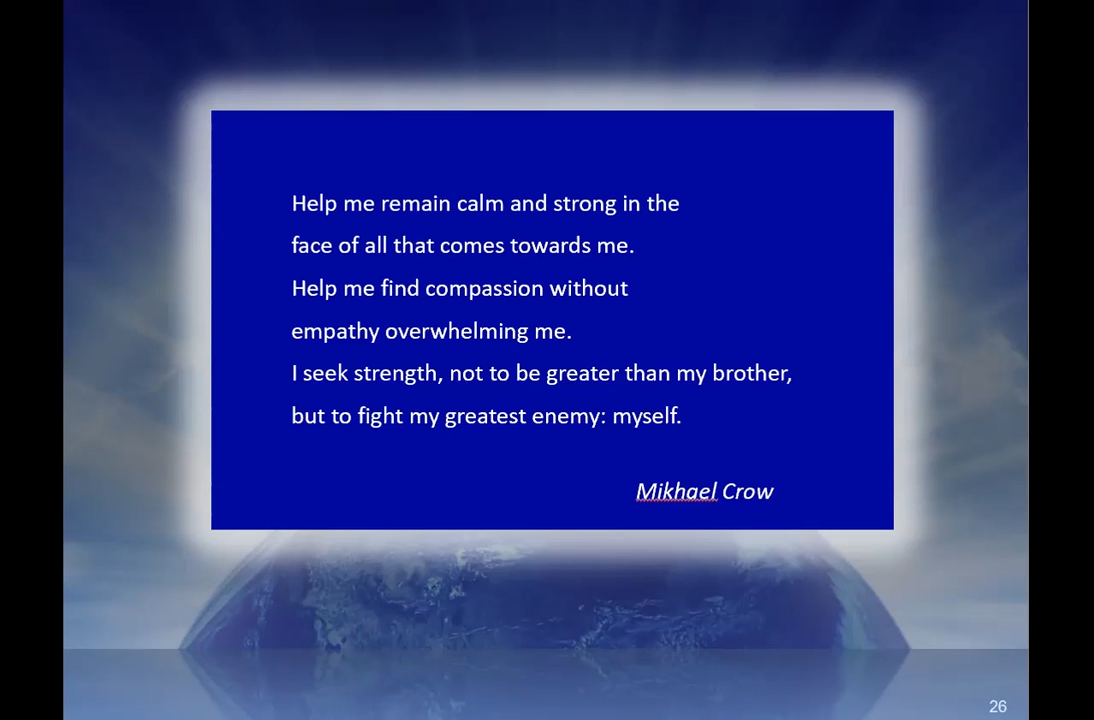 Help me remain calm and strong in the
face of all that comes towards me.
Help me find compassion without
empathy overwhelming me.
I seek strength, not to be greater than my brother,
but to fight my greatest enemy: myself.
Mikhael Crow
26